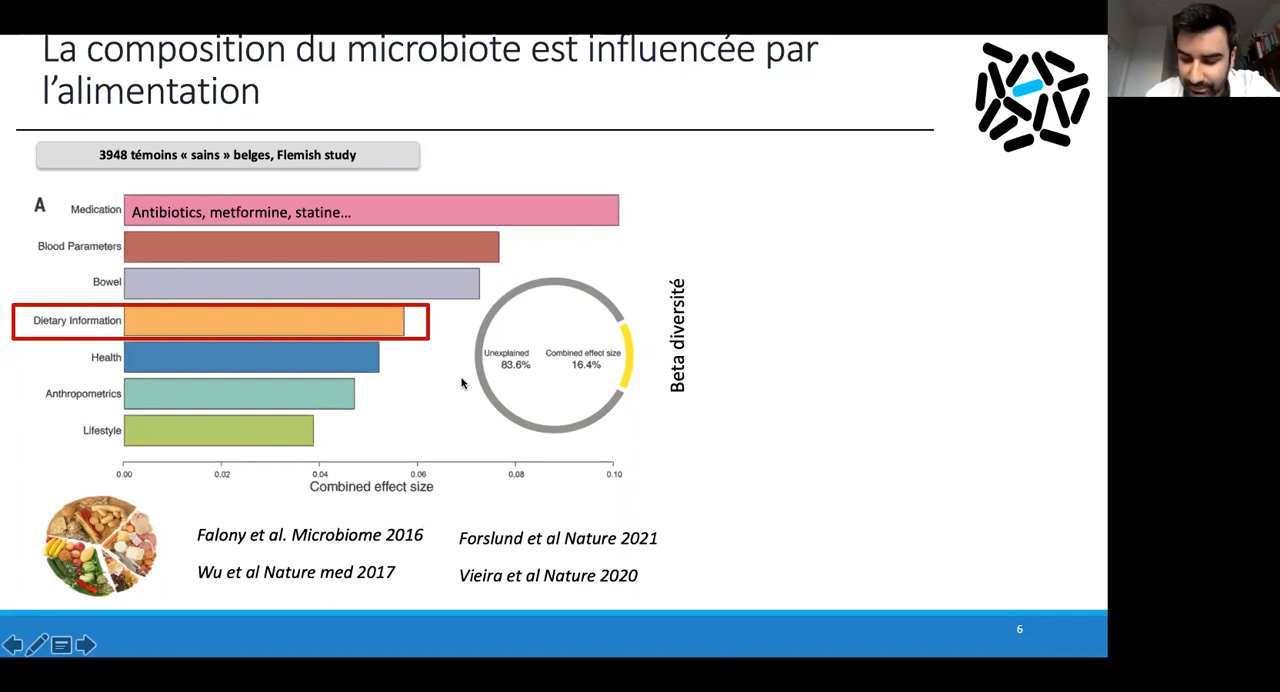 La composition du microbiote est influencée par
l’alimentation
3948 témoins « sains » belges, Flemish study
A
Medication
Antibiotics, metformine, statine...
Blood Parameters
Bowel
Dietary Information
Health
Anthropometrics
Lifestyle
Unexplained
83.6%
Combined effect size
16.4%
Beta diversité
0.00 0.02 0.04 0.06 0.08 0.10
Combined effect size
Falony et al. Microbiome 2016
Forslund et al Nature 2021
Wu et al Nature med 2017
Vieira et al Nature 2020
6